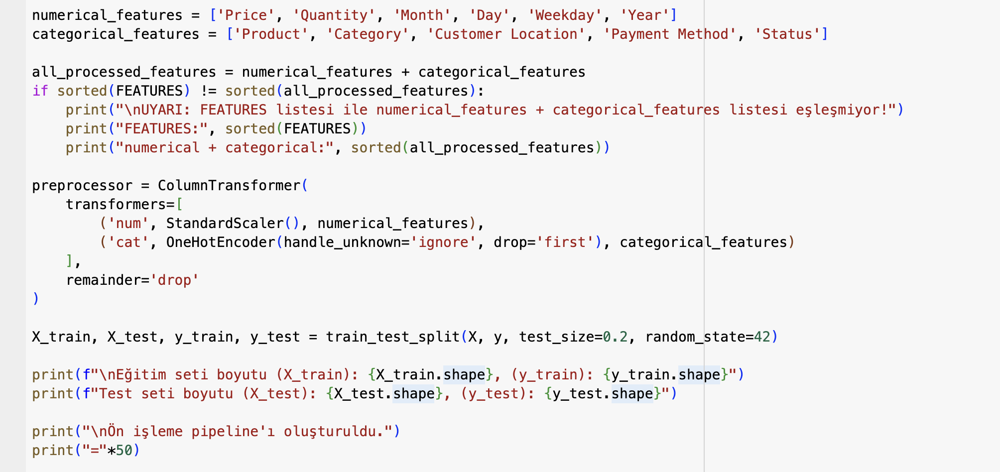 numerical_features = ['Price', 'Quantity', 'Month', 'Day', 'Weekday', 'Year']
categorical_features = ['Product', 'Category', 'Customer Location', 'Payment Method', 'Status']

all_processed_features = numerical_features + categorical_features
if sorted(FEATURES) != sorted(all_processed_features):
    print("\nUYARI: FEATURES listesi ile numerical_features + categorical_features listesi eşleşmiyor!")
    print("FEATURES:", sorted(FEATURES))
    print("numerical + categorical:", sorted(all_processed_features))

preprocessor = ColumnTransformer(
    transformers=[
        ('num', StandardScaler(), numerical_features),
        ('cat', OneHotEncoder(handle_unknown='ignore', drop='first'), categorical_features)
    ],
    remainder='drop'
)

X_train, X_test, y_train, y_test = train_test_split(X, y, test_size=0.2, random_state=42)

print(f"\nEğitim seti boyutu (X_train): {X_train.shape}, (y_train): {y_train.shape}")
print(f"Test seti boyutu (X_test): {X_test.shape}, (y_test): {y_test.shape}")

print("\nÖn işleme pipeline'ı oluşturuldu.")
print("="*50)